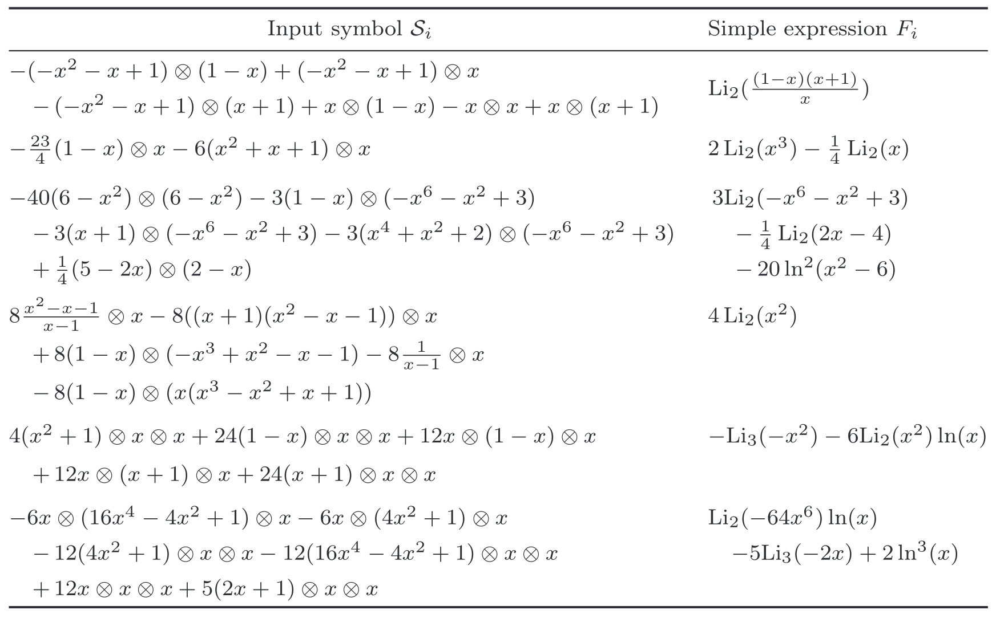 Input symbol $\mathcal{S}_i$ Simple expression $F_i$
$-(-x^2 - x + 1) \otimes (1 - x) + (-x^2 - x + 1) \otimes x$
$\mathrm{Li}_2(\frac{(1-x)(x+1)}{x})$
$- (-x^2 - x + 1) \otimes (x + 1) + x \otimes (1 - x) - x \otimes x + x \otimes (x + 1)$
$-\frac{23}{4}(1 - x) \otimes x - 6(x^2 + x + 1) \otimes x$ $2\,\mathrm{Li}_2(x^3) - \frac{1}{4}\,\mathrm{Li}_2(x)$
$-40(6 - x^2) \otimes (6 - x^2) - 3(1 - x) \otimes (-x^6 - x^2 + 3)$ $3\mathrm{Li}_2(-x^6 - x^2 + 3)$
$- 3(x + 1) \otimes (-x^6 - x^2 + 3) - 3(x^4 + x^2 + 2) \otimes (-x^6 - x^2 + 3)$ $- \frac{1}{4}\,\mathrm{Li}_2(2x - 4)$
$+ \frac{1}{4}(5 - 2x) \otimes (2 - x)$ $- 20 \ln^2(x^2 - 6)$
$8\frac{x^2-x-1}{x-1} \otimes x - 8((x + 1)(x^2 - x - 1)) \otimes x$ $4\,\mathrm{Li}_2(x^2)$
$+ 8(1 - x) \otimes (-x^3 + x^2 - x - 1) - 8\frac{1}{x-1} \otimes x$
$- 8(1 - x) \otimes (x(x^3 - x^2 + x + 1))$
$4(x^2 + 1) \otimes x \otimes x + 24(1 - x) \otimes x \otimes x + 12x \otimes (1 - x) \otimes x$ $-\mathrm{Li}_3(-x^2) - 6\mathrm{Li}_2(x^2) \ln(x)$
$+ 12x \otimes (x + 1) \otimes x + 24(x + 1) \otimes x \otimes x$
$-6x \otimes (16x^4 - 4x^2 + 1) \otimes x - 6x \otimes (4x^2 + 1) \otimes x$ $\mathrm{Li}_2(-64x^6) \ln(x)$
$- 12(4x^2 + 1) \otimes x \otimes x - 12(16x^4 - 4x^2 + 1) \otimes x \otimes x$ $-5\mathrm{Li}_3(-2x) + 2 \ln^3(x)$
$+ 12x \otimes x \otimes x + 5(2x + 1) \otimes x \otimes x$